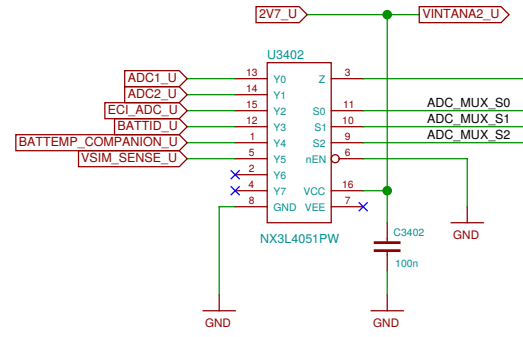 2V7_U VINTANA2_U
U3402
ADC1_U 13 Y0 Z 3
ADC2_U 14 Y1
ECI_ADC_U 15 Y2 S0 11 ADC_MUX_S0
BATTID_U 12 Y3 S1 10 ADC_MUX_S1
BATTEMP_COMPANION_U 1 Y4 S2 9 ADC_MUX_S2
VSIM_SENSE_U 5 Y5 nEN 6
2 Y6
4 Y7 VCC 16
8 GND VEE 7
NX3L4051PW
C3402
100n
GND
GND
GND